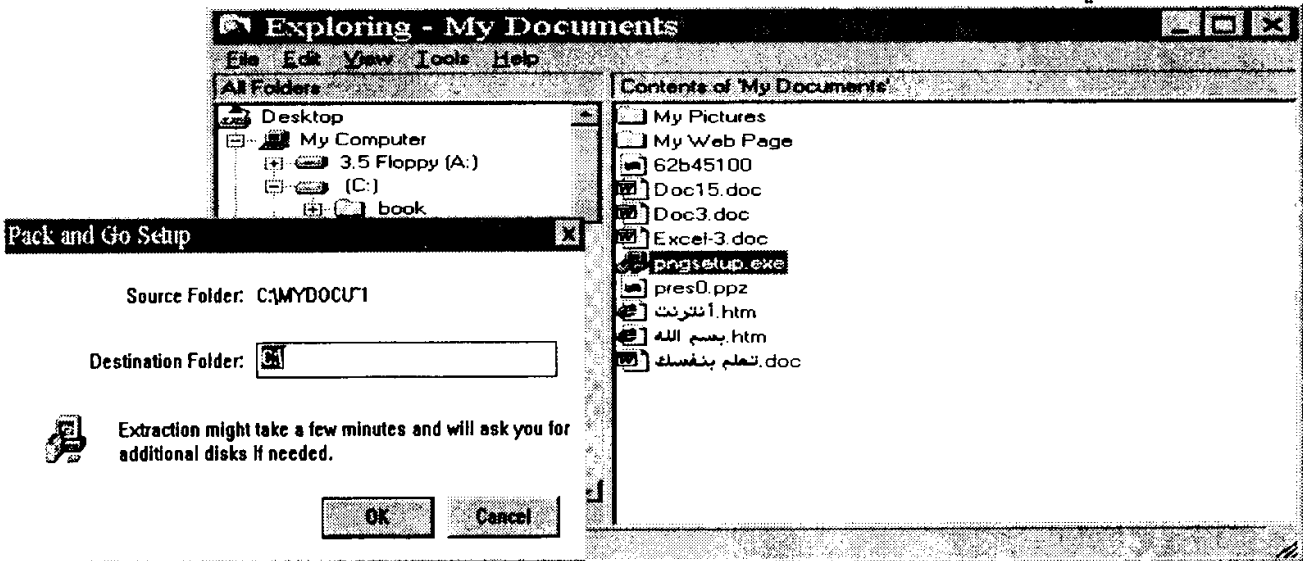 Exploring - My Documents
File Edit View Tools Help
All Folders
Contents of 'My Documents'
Desktop
My Computer
3.5 Floppy (A:)
(C:)
book
My Pictures
My Web Page
62b45100
Doc15.doc
Doc3.doc
Excel-3.doc
pngsetup.exe
pres0.ppz
أنترنت.htm
بسم الله.htm
تعلم بنفسك.doc
Pack and Go Setup
Source Folder: C:\MYDOCU~1
Destination Folder: C:\
Extraction might take a few minutes and will ask you for
additional disks if needed.
OK Cancel